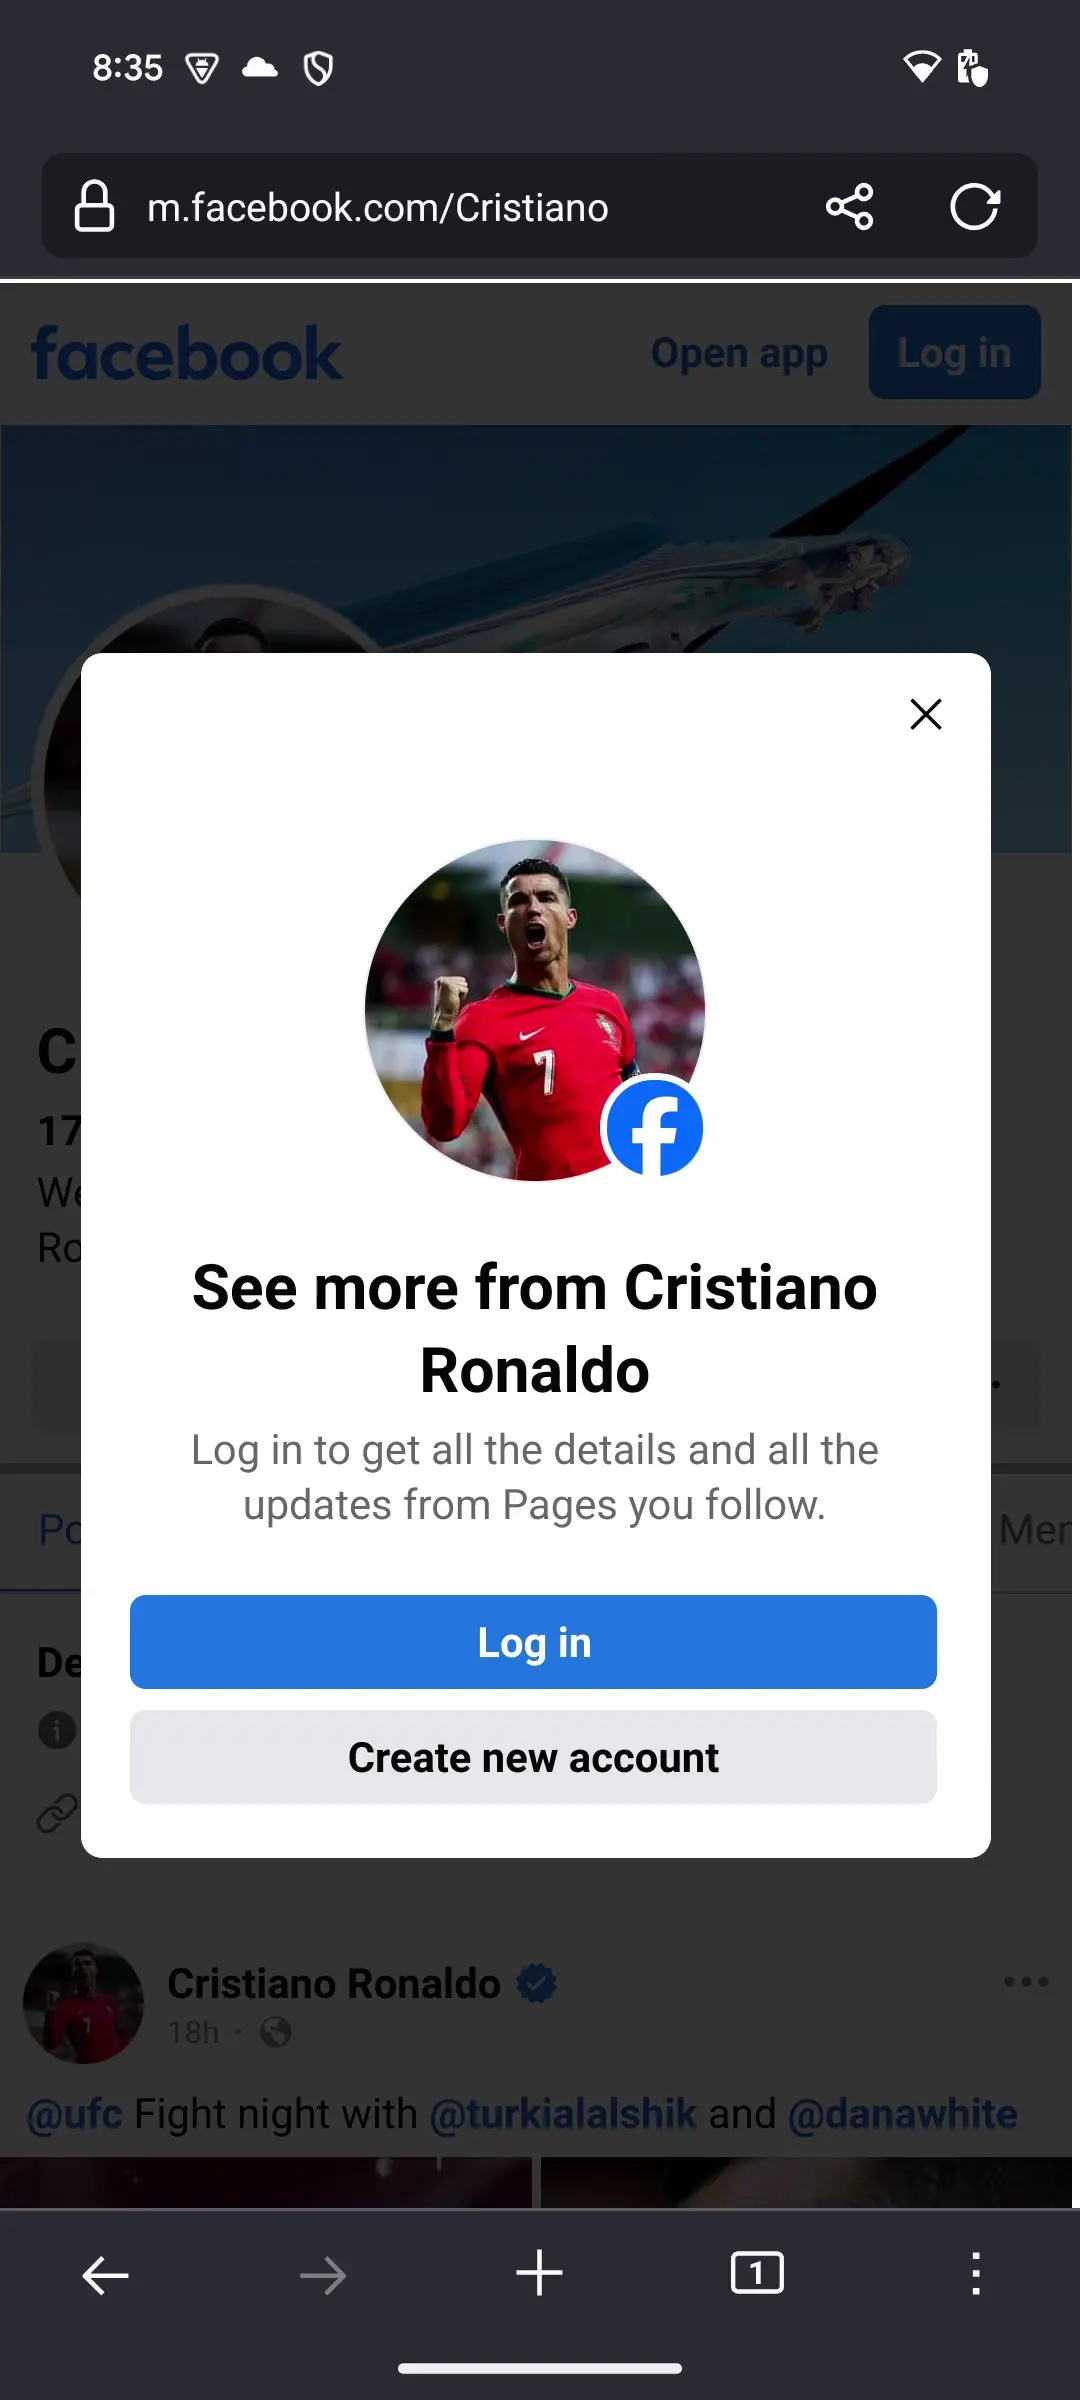 8:35
m.facebook.com/Cristiano
facebook
Open app
Log in
See more from Cristiano
Ronaldo
Log in to get all the details and all the
updates from Pages you follow.
Log in
Create new account
C
17
We
Ro
Po
Mer
De
Cristiano Ronaldo
18h ·
@ufc Fight night with @turkialalshik and @danawhite
7
1